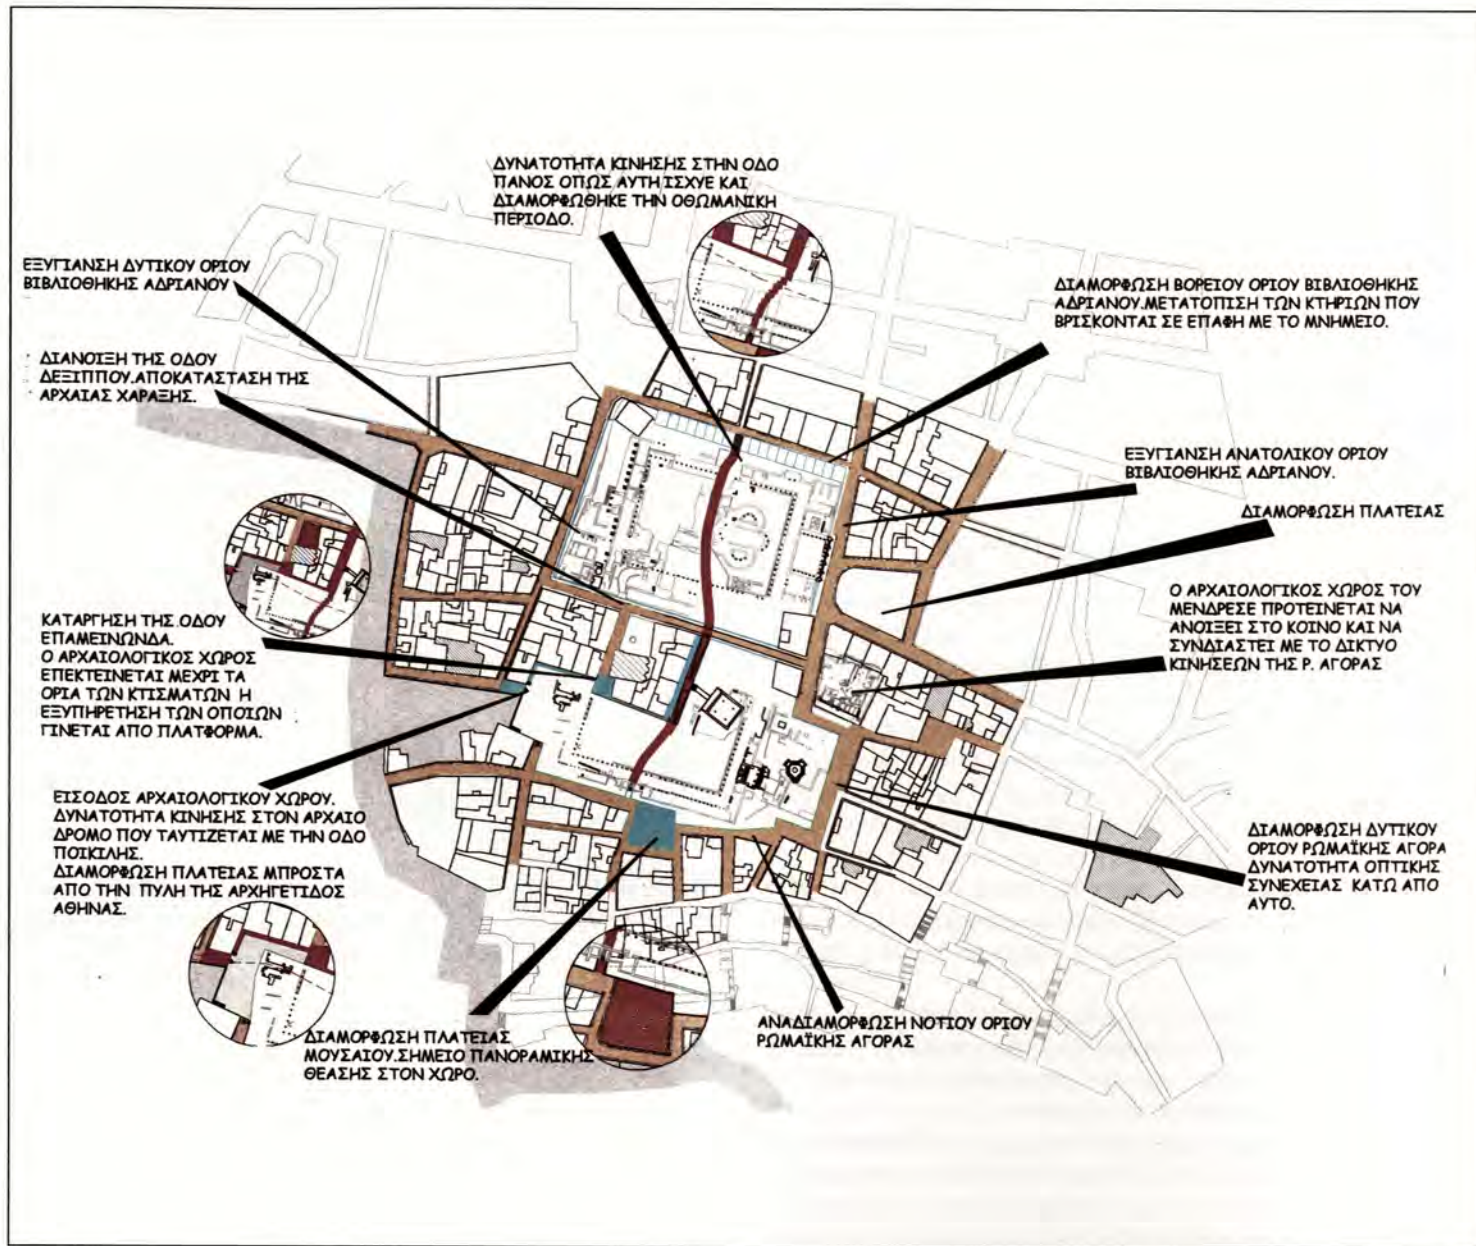 ΔΥΝΑΤΟΤΗΤΑ ΚΙΝΗΣΗΣ ΣΤΗΝ ΟΔΟ
ΠΑΝΟΣ ΟΠΩΣ ΑΥΤΗ ΙΣΧΥΕ ΚΑΙ
ΔΙΑΜΟΡΦΩΘΗΚΕ ΤΗΝ ΟΘΩΜΑΝΙΚΗ
ΠΕΡΙΟΔΟ.
ΕΞΥΓΙΑΝΣΗ ΔΥΤΙΚΟΥ ΟΡΙΟΥ
ΒΙΒΛΙΟΘΗΚΗΣ ΑΔΡΙΑΝΟΥ
ΔΙΑΜΟΡΦΩΣΗ ΒΟΡΕΙΟΥ ΟΡΙΟΥ ΒΙΒΛΙΟΘΗΚΗΣ
ΑΔΡΙΑΝΟΥ.ΜΕΤΑΤΟΠΙΣΗ ΤΩΝ ΚΤΗΡΙΩΝ ΠΟΥ
ΒΡΙΣΚΟΝΤΑΙ ΣΕ ΕΠΑΦΗ ΜΕ ΤΟ ΜΝΗΜΕΙΟ.
ΔΙΑΝΟΙΞΗ ΤΗΣ ΟΔΟΥ
ΔΕΞΙΠΠΟΥ.ΑΠΟΚΑΤΑΣΤΑΣΗ ΤΗΣ
ΑΡΧΑΙΑΣ ΧΑΡΑΞΗΣ.
ΕΞΥΓΙΑΝΣΗ ΑΝΑΤΟΛΙΚΟΥ ΟΡΙΟΥ
ΒΙΒΛΙΟΘΗΚΗΣ ΑΔΡΙΑΝΟΥ.
ΔΙΑΜΟΡΦΩΣΗ ΠΛΑΤΕΙΑΣ
Ο ΑΡΧΑΙΟΛΟΓΙΚΟΣ ΧΩΡΟΣ ΤΟΥ
ΜΕΝΔΡΕΣΕ ΠΡΟΤΕΙΝΕΤΑΙ ΝΑ
ΑΝΟΙΞΕΙ ΣΤΟ ΚΟΙΝΟ ΚΑΙ ΝΑ
ΣΥΝΔΙΑΣΤΕΙ ΜΕ ΤΟ ΔΙΚΤΥΟ
ΚΙΝΗΣΕΩΝ ΤΗΣ Ρ. ΑΓΟΡΑΣ
ΚΑΤΑΡΓΗΣΗ ΤΗΣ ΟΔΟΥ
ΕΠΑΜΕΙΝΩΝΔΑ.
Ο ΑΡΧΑΙΟΛΟΓΙΚΟΣ ΧΩΡΟΣ
ΕΠΕΚΤΕΙΝΕΤΑΙ ΜΕΧΡΙ ΤΑ
ΟΡΙΑ ΤΩΝ ΚΤΙΣΜΑΤΩΝ Η
ΕΞΥΠΗΡΕΤΗΣΗ ΤΩΝ ΟΠΟΙΩΝ
ΓΙΝΕΤΑΙ ΑΠΟ ΠΛΑΤΦΟΡΜΑ.
ΕΙΣΟΔΟΣ ΑΡΧΑΙΟΛΟΓΙΚΟΥ ΧΩΡΟΥ.
ΔΥΝΑΤΟΤΗΤΑ ΚΙΝΗΣΗΣ ΣΤΟΝ ΑΡΧΑΙΟ
ΔΡΟΜΟ ΠΟΥ ΤΑΥΤΙΖΕΤΑΙ ΜΕ ΤΗΝ ΟΔΟ
ΠΟΙΚΙΛΗΣ.
ΔΙΑΜΟΡΦΩΣΗ ΠΛΑΤΕΙΑΣ ΜΠΡΟΣΤΑ
ΑΠΟ ΤΗΝ ΠΥΛΗ ΤΗΣ ΑΡΧΗΓΕΤΙΔΟΣ
ΑΘΗΝΑΣ.
ΔΙΑΜΟΡΦΩΣΗ ΔΥΤΙΚΟΥ
ΟΡΙΟΥ ΡΩΜΑΪΚΗΣ ΑΓΟΡΑ
ΔΥΝΑΤΟΤΗΤΑ ΟΠΤΙΚΗΣ
ΣΥΝΕΧΕΙΑΣ ΚΑΤΩ ΑΠΟ
ΑΥΤΟ.
ΔΙΑΜΟΡΦΩΣΗ ΠΛΑΤΕΙΑΣ
ΜΟΥΣΑΙΟΥ.ΣΗΜΕΙΟ ΠΑΝΟΡΑΜΙΚΗΣ
ΘΕΑΣΗΣ ΣΤΟΝ ΧΩΡΟ.
ΑΝΑΔΙΑΜΟΡΦΩΣΗ ΝΟΤΙΟΥ ΟΡΙΟΥ
ΡΩΜΑΪΚΗΣ ΑΓΟΡΑΣ